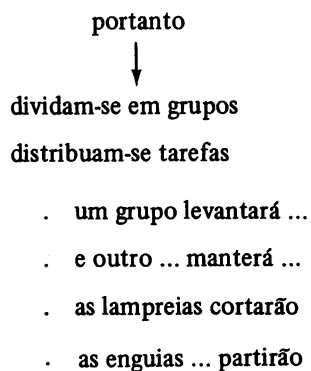 portanto
dividam-se em grupos
distribuam-se tarefas
. um grupo levantará ...
. e outro ... manterá ...
. as lampreias cortarão
. as enguias ... partirão